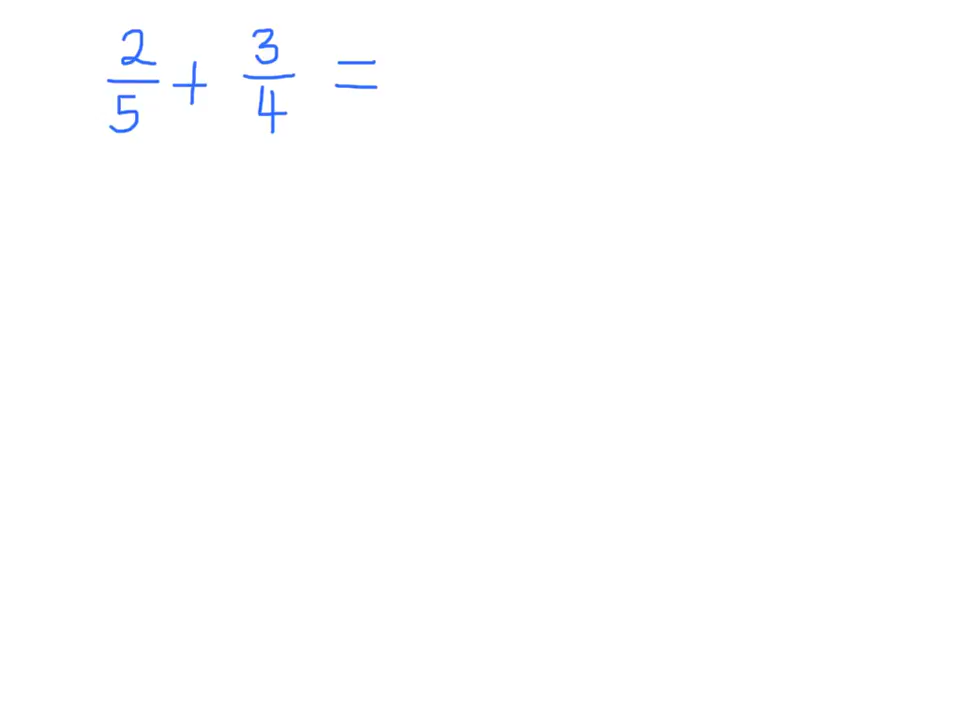 2/5 + 3/4 =